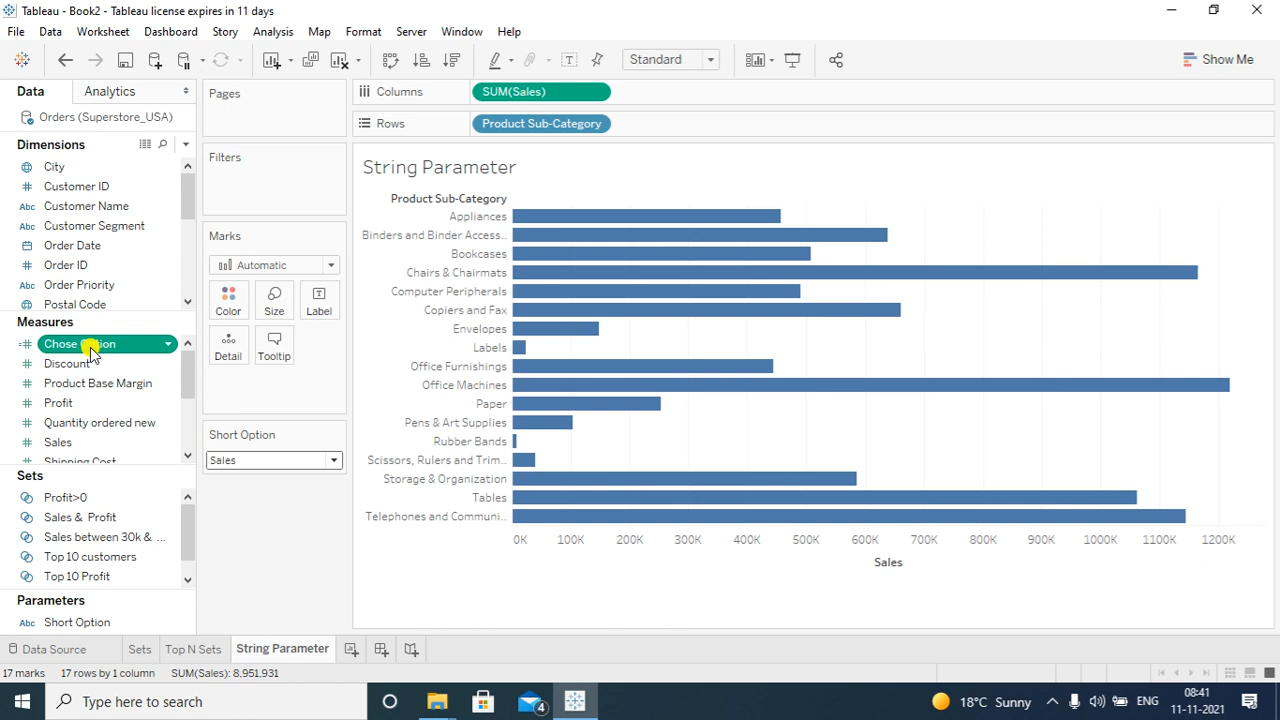 Tableau - Book2 - Tableau license expires in 11 days
File Data Worksheet Dashboard Story Analysis Map Format Server Window Help
Standard
Show Me
Data Analytics
Orders (Superstore_USA)
Dimensions
City
Customer ID
Customer Name
Customer Segment
Order Date
Order ID
Order Priority
Postal Code
Measures
Chose Option
Discount
Product Base Margin
Profit
Quantity ordered new
Sales
Shipping Cost
Sets
Profit>0
Sales & Profit
Sales between 30k & ...
Top 10 customers
Top 10 Profit
Parameters
Abc Short Option
Pages
Filters
Marks
Automatic
Color Size Label
Detail Tooltip
Short Option
Sales
Columns SUM(Sales)
Rows Product Sub-Category
String Parameter
Product Sub-Category
Appliances
Binders and Binder Access..
Bookcases
Chairs & Chairmats
Computer Peripherals
Copiers and Fax
Envelopes
Labels
Office Furnishings
Office Machines
Paper
Pens & Art Supplies
Rubber Bands
Scissors, Rulers and Trim..
Storage & Organization
Tables
Telephones and Communi..
0K 100K 200K 300K 400K 500K 600K 700K 800K 900K 1000K 1100K 1200K
Sales
Data Source Sets Top N Sets String Parameter
17 marks 17 rows by 1 column SUM(Sales): 8,951,931
Type here to search
4
18°C Sunny
ENG
08:41
11-11-2021